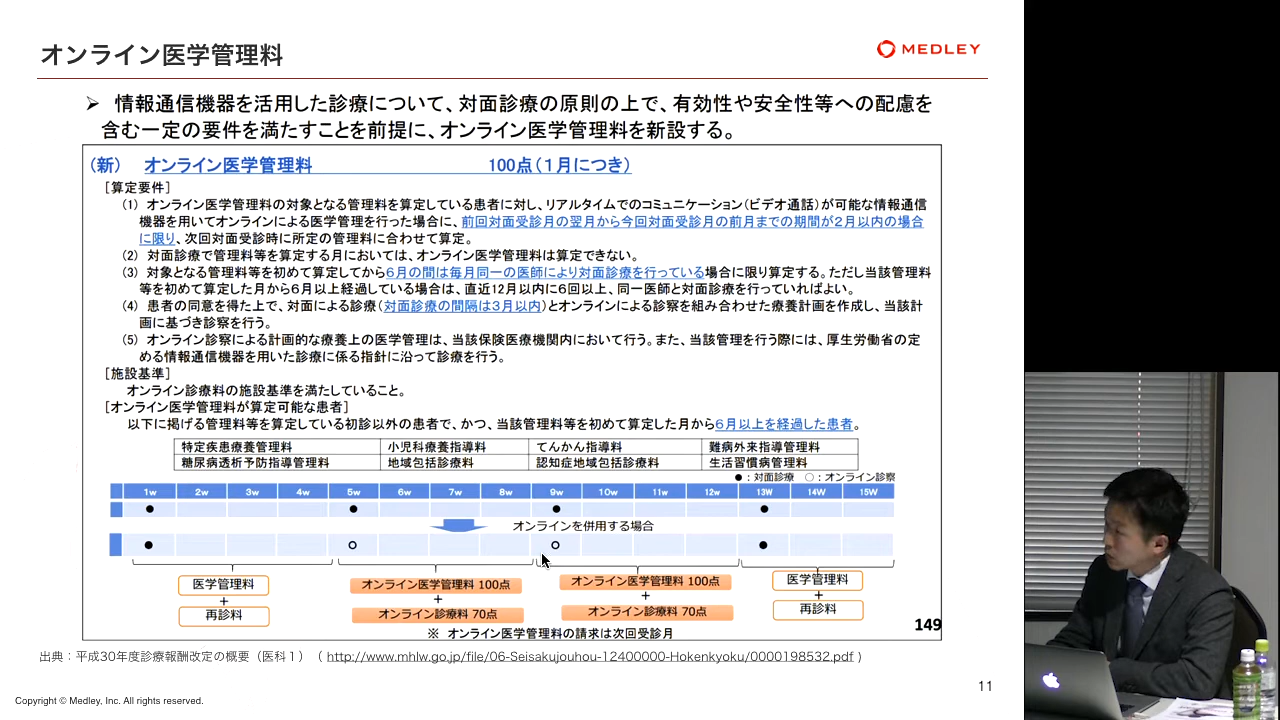 オンライン医学管理料
MEDLEY
➢ 情報通信機器を活用した診療について、対面診療の原則の上で、有効性や安全性等への配慮を
含む一定の要件を満たすことを前提に、オンライン医学管理料を新設する。
(新) オンライン医学管理料 100点(1月につき)
[算定要件]
(1) オンライン医学管理料の対象となる管理料を算定している患者に対し、リアルタイムでのコミュニケーション(ビデオ通話)が可能な情報通信
機器を用いてオンラインによる医学管理を行った場合に、前回対面受診月の翌月から今回対面受診月の前月までの期間が2月以内の場合
に限り、次回対面受診時に所定の管理料に合わせて算定。
(2) 対面診療で管理料等を算定する月においては、オンライン医学管理料は算定できない。
(3) 対象となる管理料等を初めて算定してから6月の間は毎月同一の医師により対面診療を行っている場合に限り算定する。ただし当該管理料
等を初めて算定した月から6月以上経過している場合は、直近12月以内に6回以上、同一医師と対面診療を行っていればよい。
(4) 患者の同意を得た上で、対面による診療(対面診療の間隔は3月以内)とオンラインによる診察を組み合わせた療養計画を作成し、当該計
画に基づき診察を行う。
(5) オンライン診察による計画的な療養上の医学管理は、当該保険医療機関内において行う。また、当該管理を行う際には、厚生労働省の定
める情報通信機器を用いた診療に係る指針に沿って診療を行う。
[施設基準]
オンライン診療料の施設基準を満たしていること。
[オンライン医学管理料が算定可能な患者]
以下に掲げる管理料等を算定している初診以外の患者で、かつ、当該管理料等を初めて算定した月から6月以上を経過した患者。
特定疾患療養管理料 小児科療養指導料 てんかん指導料 難病外来指導管理料
糖尿病透析予防指導管理料 地域包括診療料 認知症地域包括診療料 生活習慣病管理料
●:対面診療 ○:オンライン診察
1w 2w 3w 4w 5w 6w 7w 8w 9w 10w 11w 12w 13W 14W 15W
オンラインを併用する場合
医学管理料 オンライン医学管理料 100点 オンライン医学管理料 100点 医学管理料
+ + + +
再診料 オンライン診療料 70点 オンライン診療料 70点 再診料
※ オンライン医学管理料の請求は次回受診月
149
出典:平成30年度診療報酬改定の概要(医科1) ( http://www.mhlw.go.jp/file/06-Seisakujouhou-12400000-Hokenkyoku/0000198532.pdf )
11
Copyright © Medley, Inc. All rights reserved.